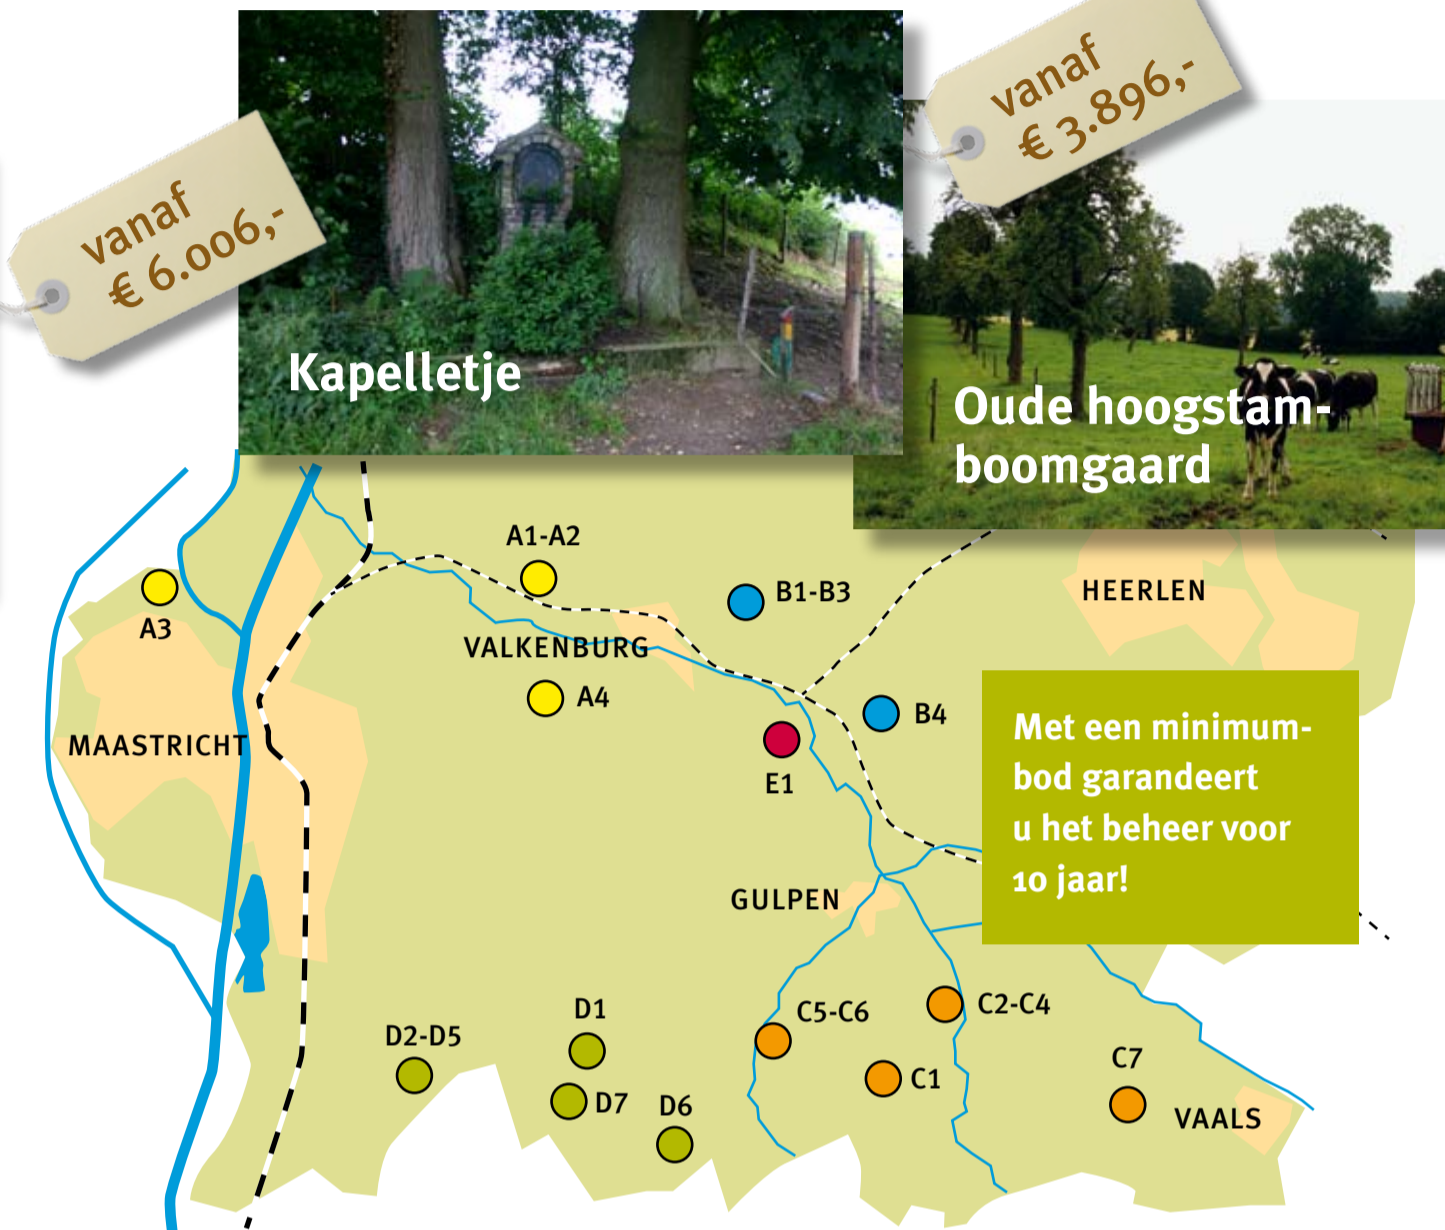 vanaf
€ 3.896,-
vanaf
€ 6.006,-
Kapelletje
Oude hoogstam-
boomgaard
A1-A2
B1-B3
HEERLEN
A3
VALKENBURG
A4
B4
MAASTRICHT
E1
Met een minimum-
bod garandeert
u het beheer voor
10 jaar!
GULPEN
D1
C5-C6
C2-C4
D2-D5
C7
C1
D7
D6
VAALS